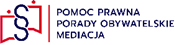 POMOC PRAWNA
PORADY OBYWATELSKIE
MEDIACJA